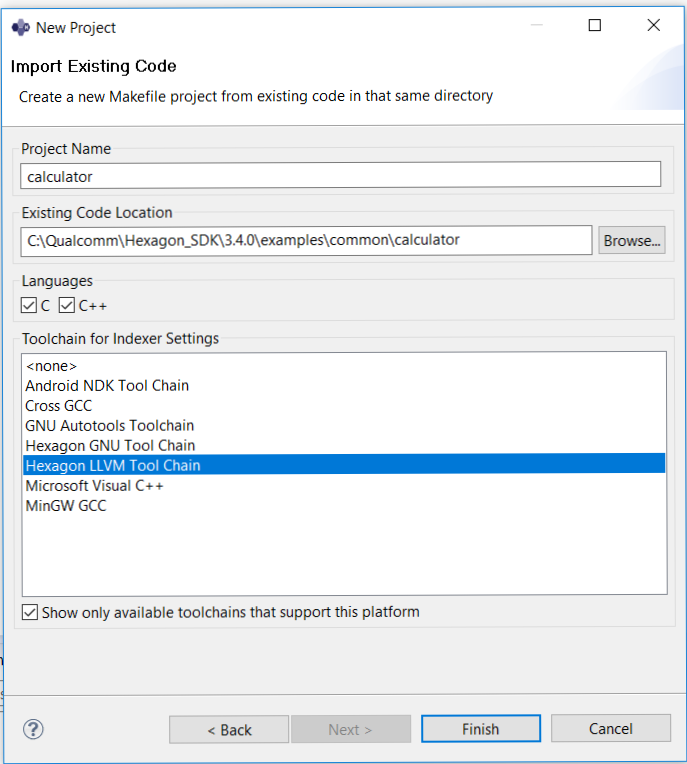 New Project
Import Existing Code
Create a new Makefile project from existing code in that same directory
Project Name
calculator
Existing Code Location
C:\Qualcomm\Hexagon_SDK\3.4.0\examples\common\calculator
Browse...
Languages
C C++
Toolchain for Indexer Settings
<none>
Android NDK Tool Chain
Cross GCC
GNU Autotools Toolchain
Hexagon GNU Tool Chain
Hexagon LLVM Tool Chain
Microsoft Visual C++
MinGW GCC
Show only available toolchains that support this platform
? < Back Next > Finish Cancel